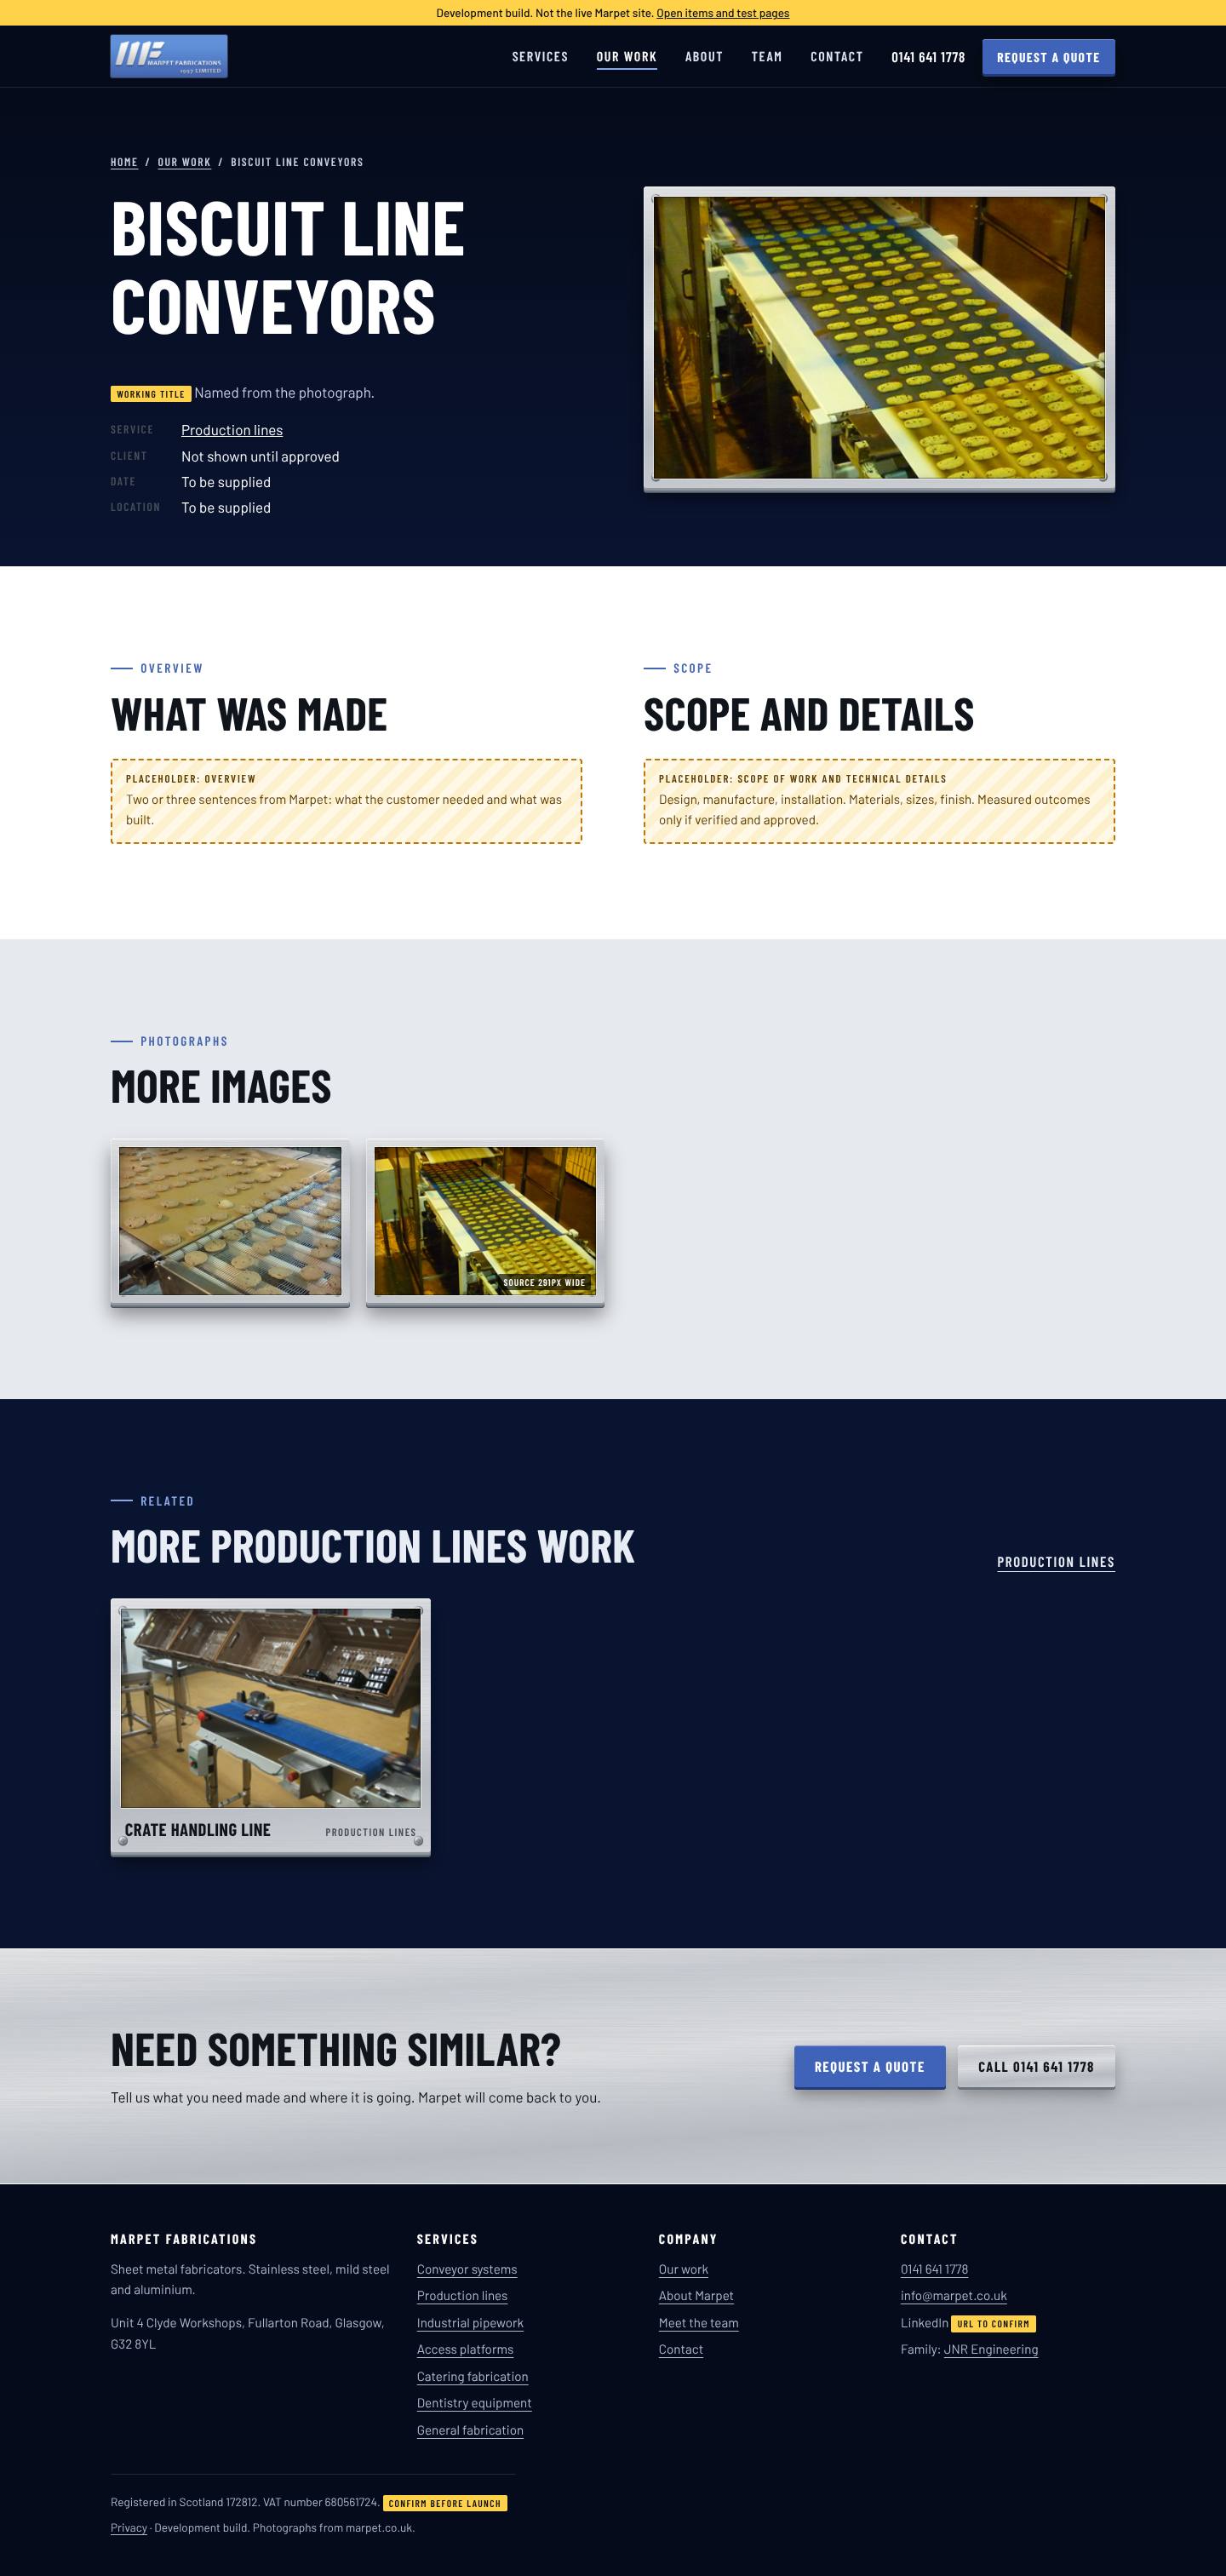 Development build. Not the live Marpet site. Open items and test pages
MF
MARPET FABRICATIONS
1997 LIMITED
SERVICES
OUR WORK
ABOUT
TEAM
CONTACT
0141 641 1778
REQUEST A QUOTE
HOME / OUR WORK / BISCUIT LINE CONVEYORS
BISCUIT LINE
CONVEYORS
WORKING TITLE Named from the photograph.
SERVICE Production lines
CLIENT Not shown until approved
DATE To be supplied
LOCATION To be supplied
OVERVIEW
WHAT WAS MADE
PLACEHOLDER: OVERVIEW
Two or three sentences from Marpet: what the customer needed and what was
built.
SCOPE
SCOPE AND DETAILS
PLACEHOLDER: SCOPE OF WORK AND TECHNICAL DETAILS
Design, manufacture, installation. Materials, sizes, finish. Measured outcomes
only if verified and approved.
PHOTOGRAPHS
MORE IMAGES
SOURCE 291PX WIDE
RELATED
MORE PRODUCTION LINES WORK
PRODUCTION LINES
CRATE HANDLING LINE
PRODUCTION LINES
NEED SOMETHING SIMILAR?
Tell us what you need made and where it is going. Marpet will come back to you.
REQUEST A QUOTE
CALL 0141 641 1778
MARPET FABRICATIONS
Sheet metal fabricators. Stainless steel, mild steel
and aluminium.
Unit 4 Clyde Workshops, Fullarton Road, Glasgow,
G32 8YL
SERVICES
Conveyor systems
Production lines
Industrial pipework
Access platforms
Catering fabrication
Dentistry equipment
General fabrication
COMPANY
Our work
About Marpet
Meet the team
Contact
CONTACT
0141 641 1778
info@marpet.co.uk
LinkedIn URL TO CONFIRM
Family: JNR Engineering
Registered in Scotland 172812. VAT number 680561724. CONFIRM BEFORE LAUNCH
Privacy · Development build. Photographs from marpet.co.uk.